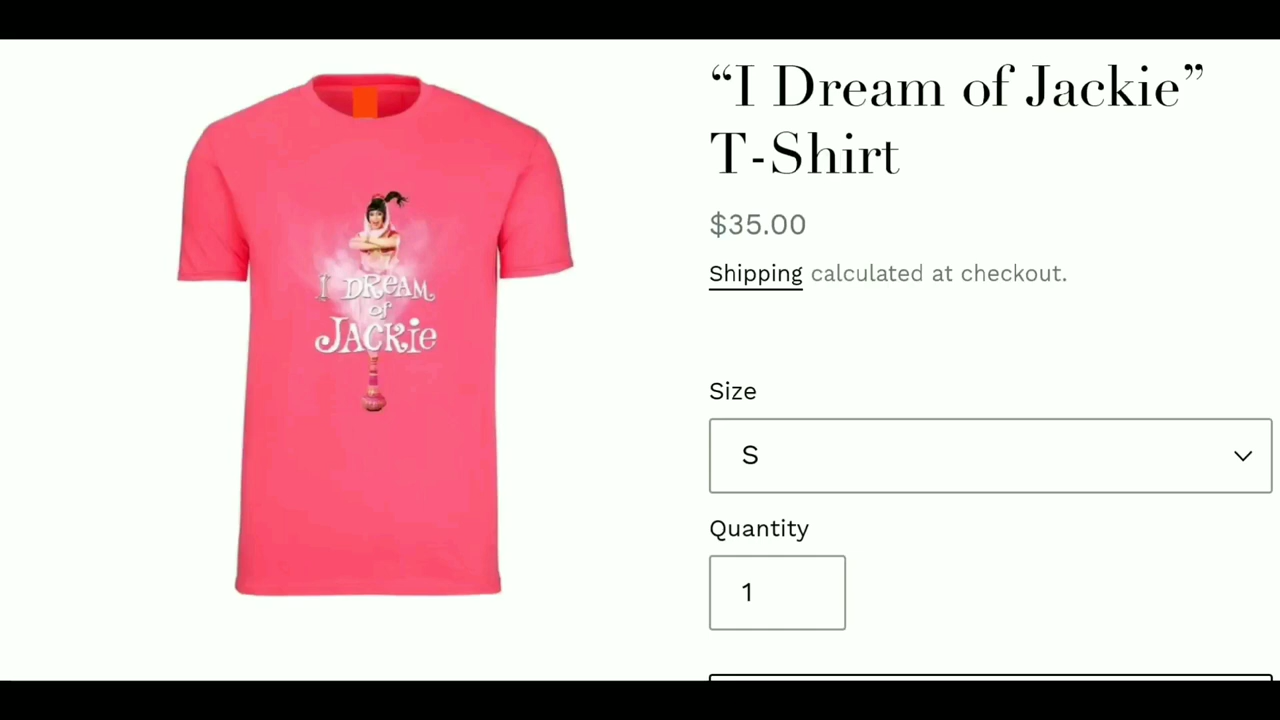 “I Dream of Jackie”
T-Shirt
$35.00
Shipping calculated at checkout.
Size
S
Quantity
1
I DREAM
of
JACKie